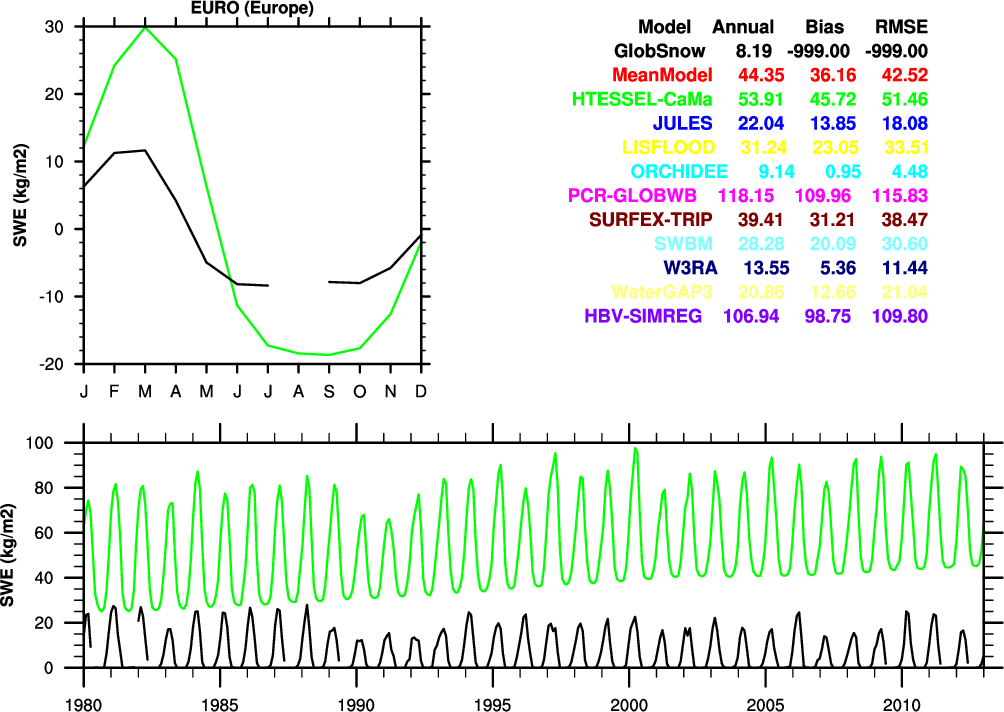 EURO (Europe)
30
20
10
0
-10
-20
SWE (kg/m2)
J F M A M J J A S O N D
Model Annual Bias RMSE
GlobSnow 8.19 -999.00 -999.00
MeanModel 44.35 36.16 42.52
HTESSEL-CaMa 53.91 45.72 51.46
JULES 22.04 13.85 18.08
LISFLOOD 31.24 23.05 33.51
ORCHIDEE 9.14 0.95 4.48
PCR-GLOBWB 118.15 109.96 115.83
SURFEX-TRIP 39.41 31.21 38.47
SWBM 28.28 20.09 30.60
W3RA 13.55 5.36 11.44
WaterGAP3 20.86 12.66 21.04
HBV-SIMREG 106.94 98.75 109.80
100
80
60
40
20
0
SWE (kg/m2)
1980 1985 1990 1995 2000 2005 2010